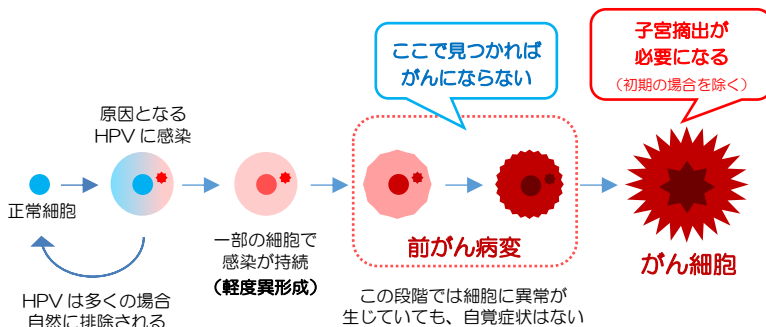 ここで見つかれば
がんにならない
子宮摘出が
必要になる
（初期の場合を除く）
原因となる
HPVに感染
正常細胞
一部の細胞で
感染が持続
（軽度異形成）
前がん病変
がん細胞
HPVは多くの場合
自然に排除される
この段階では細胞に異常が
生じていても、自覚症状はない